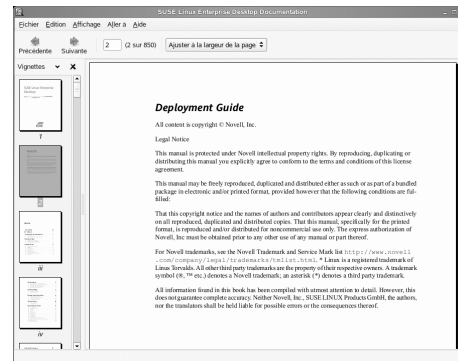 SUSE Linux Enterprise Desktop Documentation
Fichier Édition Affichage Aller à Aide
Précédente Suivante 2 (2 sur 850) Ajuster à la largeur de la page
Vignettes
1
iii
iv
Deployment Guide
All content is copyright © Novell, Inc.
Legal Notice
This manual is protected under Novell intellectual property rights. By reproducing, duplicating or
distributing this manual you explicitly agree to conform to the terms and conditions of this license
agreement.
This manual may be freely reproduced, duplicated and distributed either as such or as part of a bundled
package in electronic and/or printed format, provided however that the following conditions are ful-
filled:
That this copyright notice and the names of authors and contributors appear clearly and distinctively
on all reproduced, duplicated and distributed copies. That this manual, specifically for the printed
format, is reproduced and/or distributed for noncommercial use only. The express authorization of
Novell, Inc must be obtained prior to any other use of any manual or part thereof.
For Novell trademarks, see the Novell Trademark and Service Mark list http://www.novell
.com/company/legal/trademarks/tmlist.html. * Linux is a registered trademark of
Linus Torvalds. All other third party trademarks are the property of their respective owners. A trademark
symbol (®, ™ etc.) denotes a Novell trademark; an asterisk (*) denotes a third party trademark.
All information found in this book has been compiled with utmost attention to detail. However, this
does not guarantee complete accuracy. Neither Novell, Inc., SUSE LINUX Products GmbH, the authors,
nor the translators shall be held liable for possible errors or the consequences thereof.